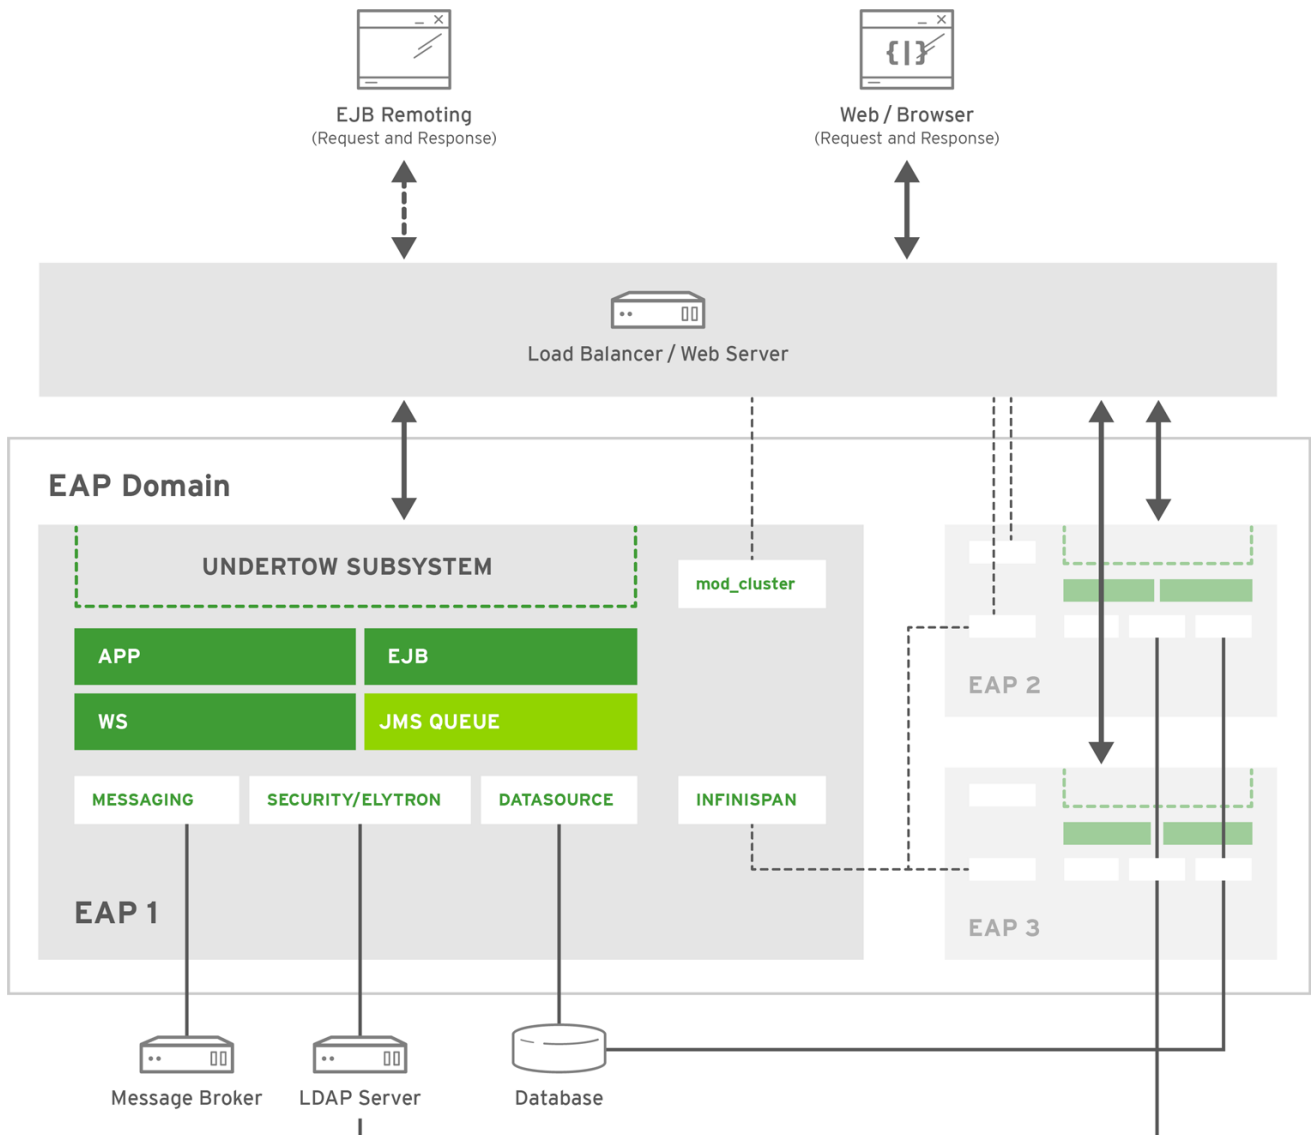 EJB Remoting
(Request and Response)
Web / Browser
(Request and Response)
{|}
Load Balancer / Web Server
EAP Domain
UNDERTOW SUBSYSTEM
mod_cluster
APP
EJB
WS
JMS QUEUE
MESSAGING
SECURITY/ELYTRON
DATASOURCE
INFINISPAN
EAP 1
EAP 2
EAP 3
Message Broker
LDAP Server
Database